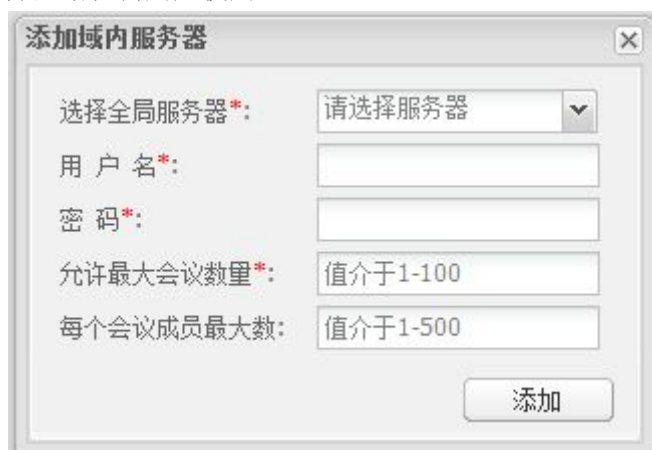 添加域内服务器
选择全局服务器*: 请选择服务器
用 户 名*:
密 码*:
允许最大会议数量*: 值介于1-100
每个会议成员最大数: 值介于1-500
添加